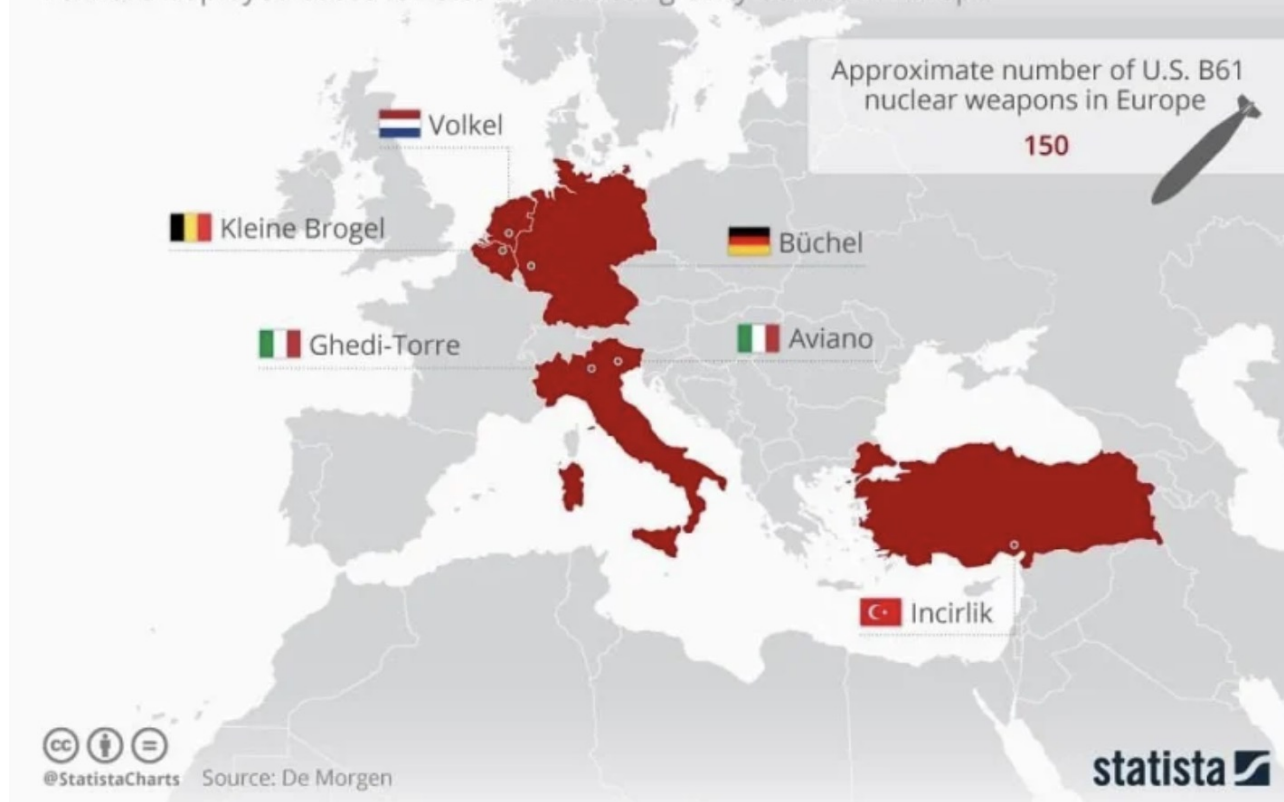 Approximate number of U.S. B61
nuclear weapons in Europe
150
Volkel
Kleine Brogel
Büchel
Ghedi-Torre
Aviano
Incirlik
cc
@StatistaCharts Source: De Morgen
statista